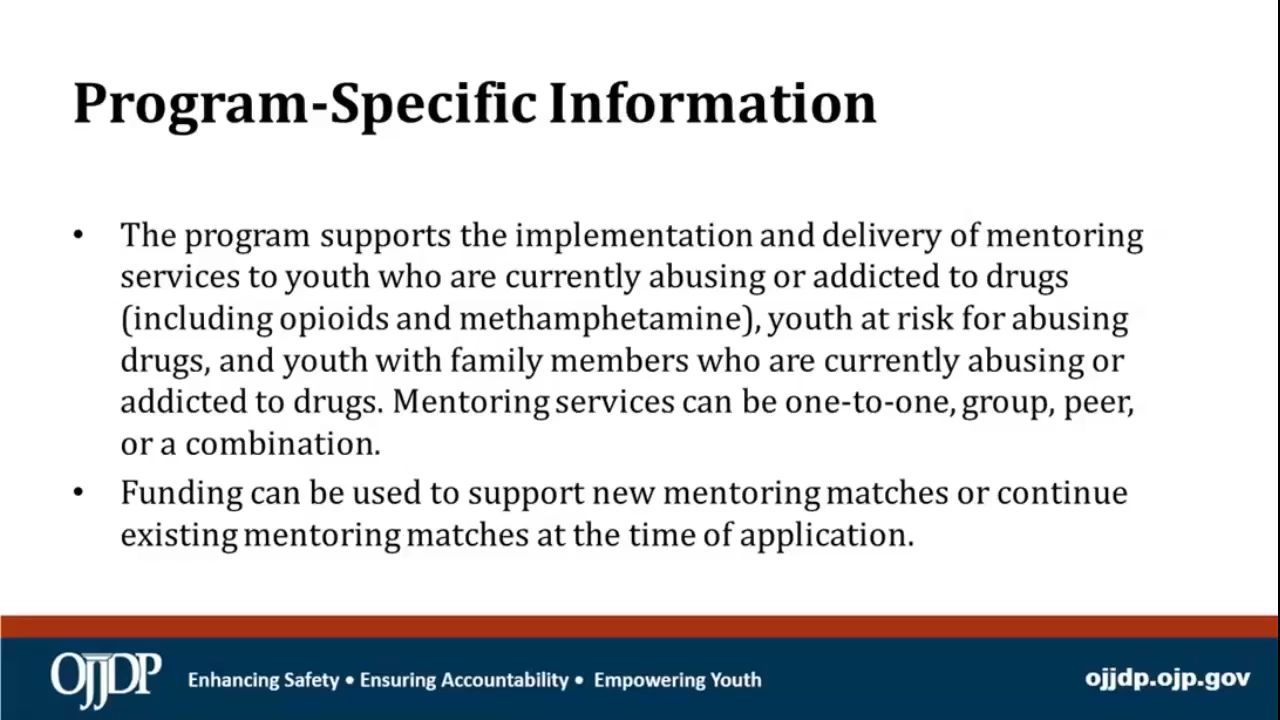 Program-Specific Information
• The program supports the implementation and delivery of mentoring
services to youth who are currently abusing or addicted to drugs
(including opioids and methamphetamine), youth at risk for abusing
drugs, and youth with family members who are currently abusing or
addicted to drugs. Mentoring services can be one-to-one, group, peer,
or a combination.
• Funding can be used to support new mentoring matches or continue
existing mentoring matches at the time of application.
OJJDP Enhancing Safety • Ensuring Accountability • Empowering Youth ojjdp.ojp.gov